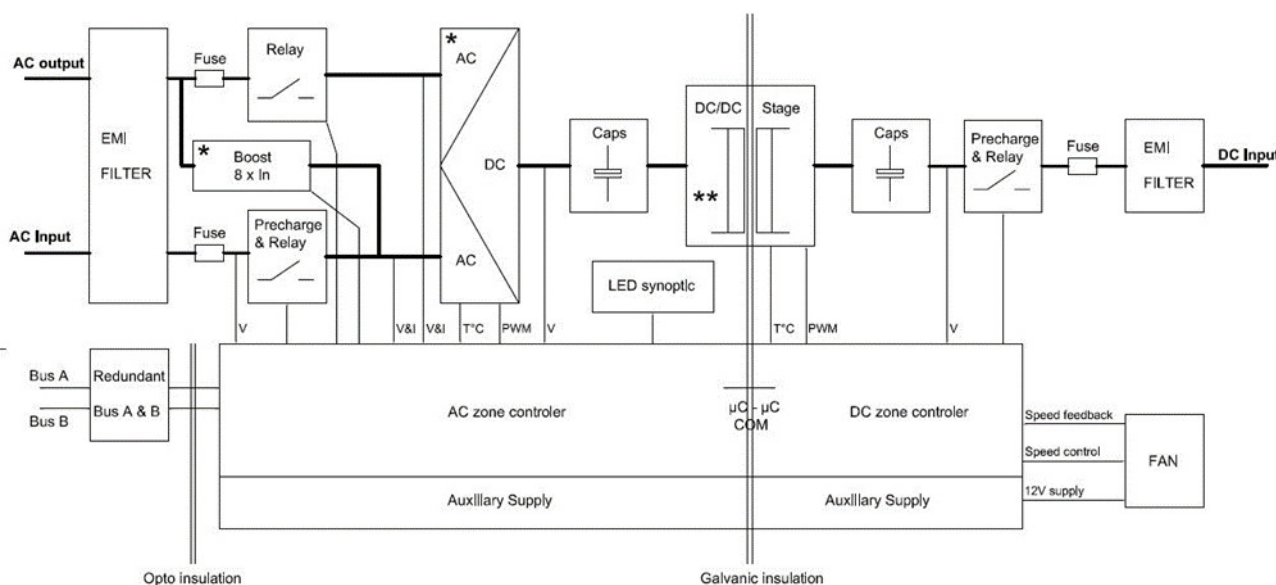 AC output
EMI
FILTER
AC Input
Fuse
Relay
*
Boost
8 x In
Fuse
Precharge
& Relay
*
AC
DC
AC
Caps
DC/DC
Stage
**
Caps
Precharge
& Relay
Fuse
EMI
FILTER
DC Input
LED synoptic
V
V&I
V&I
T°C
PWM
V
T°C
PWM
V
Bus A
Bus B
Redundant
Bus A & B
AC zone controler
µC - µC
COM
DC zone controler
Speed feedback
Speed control
12V supply
FAN
Auxiliary Supply
Auxiliary Supply
Opto insulation
Galvanic insulation